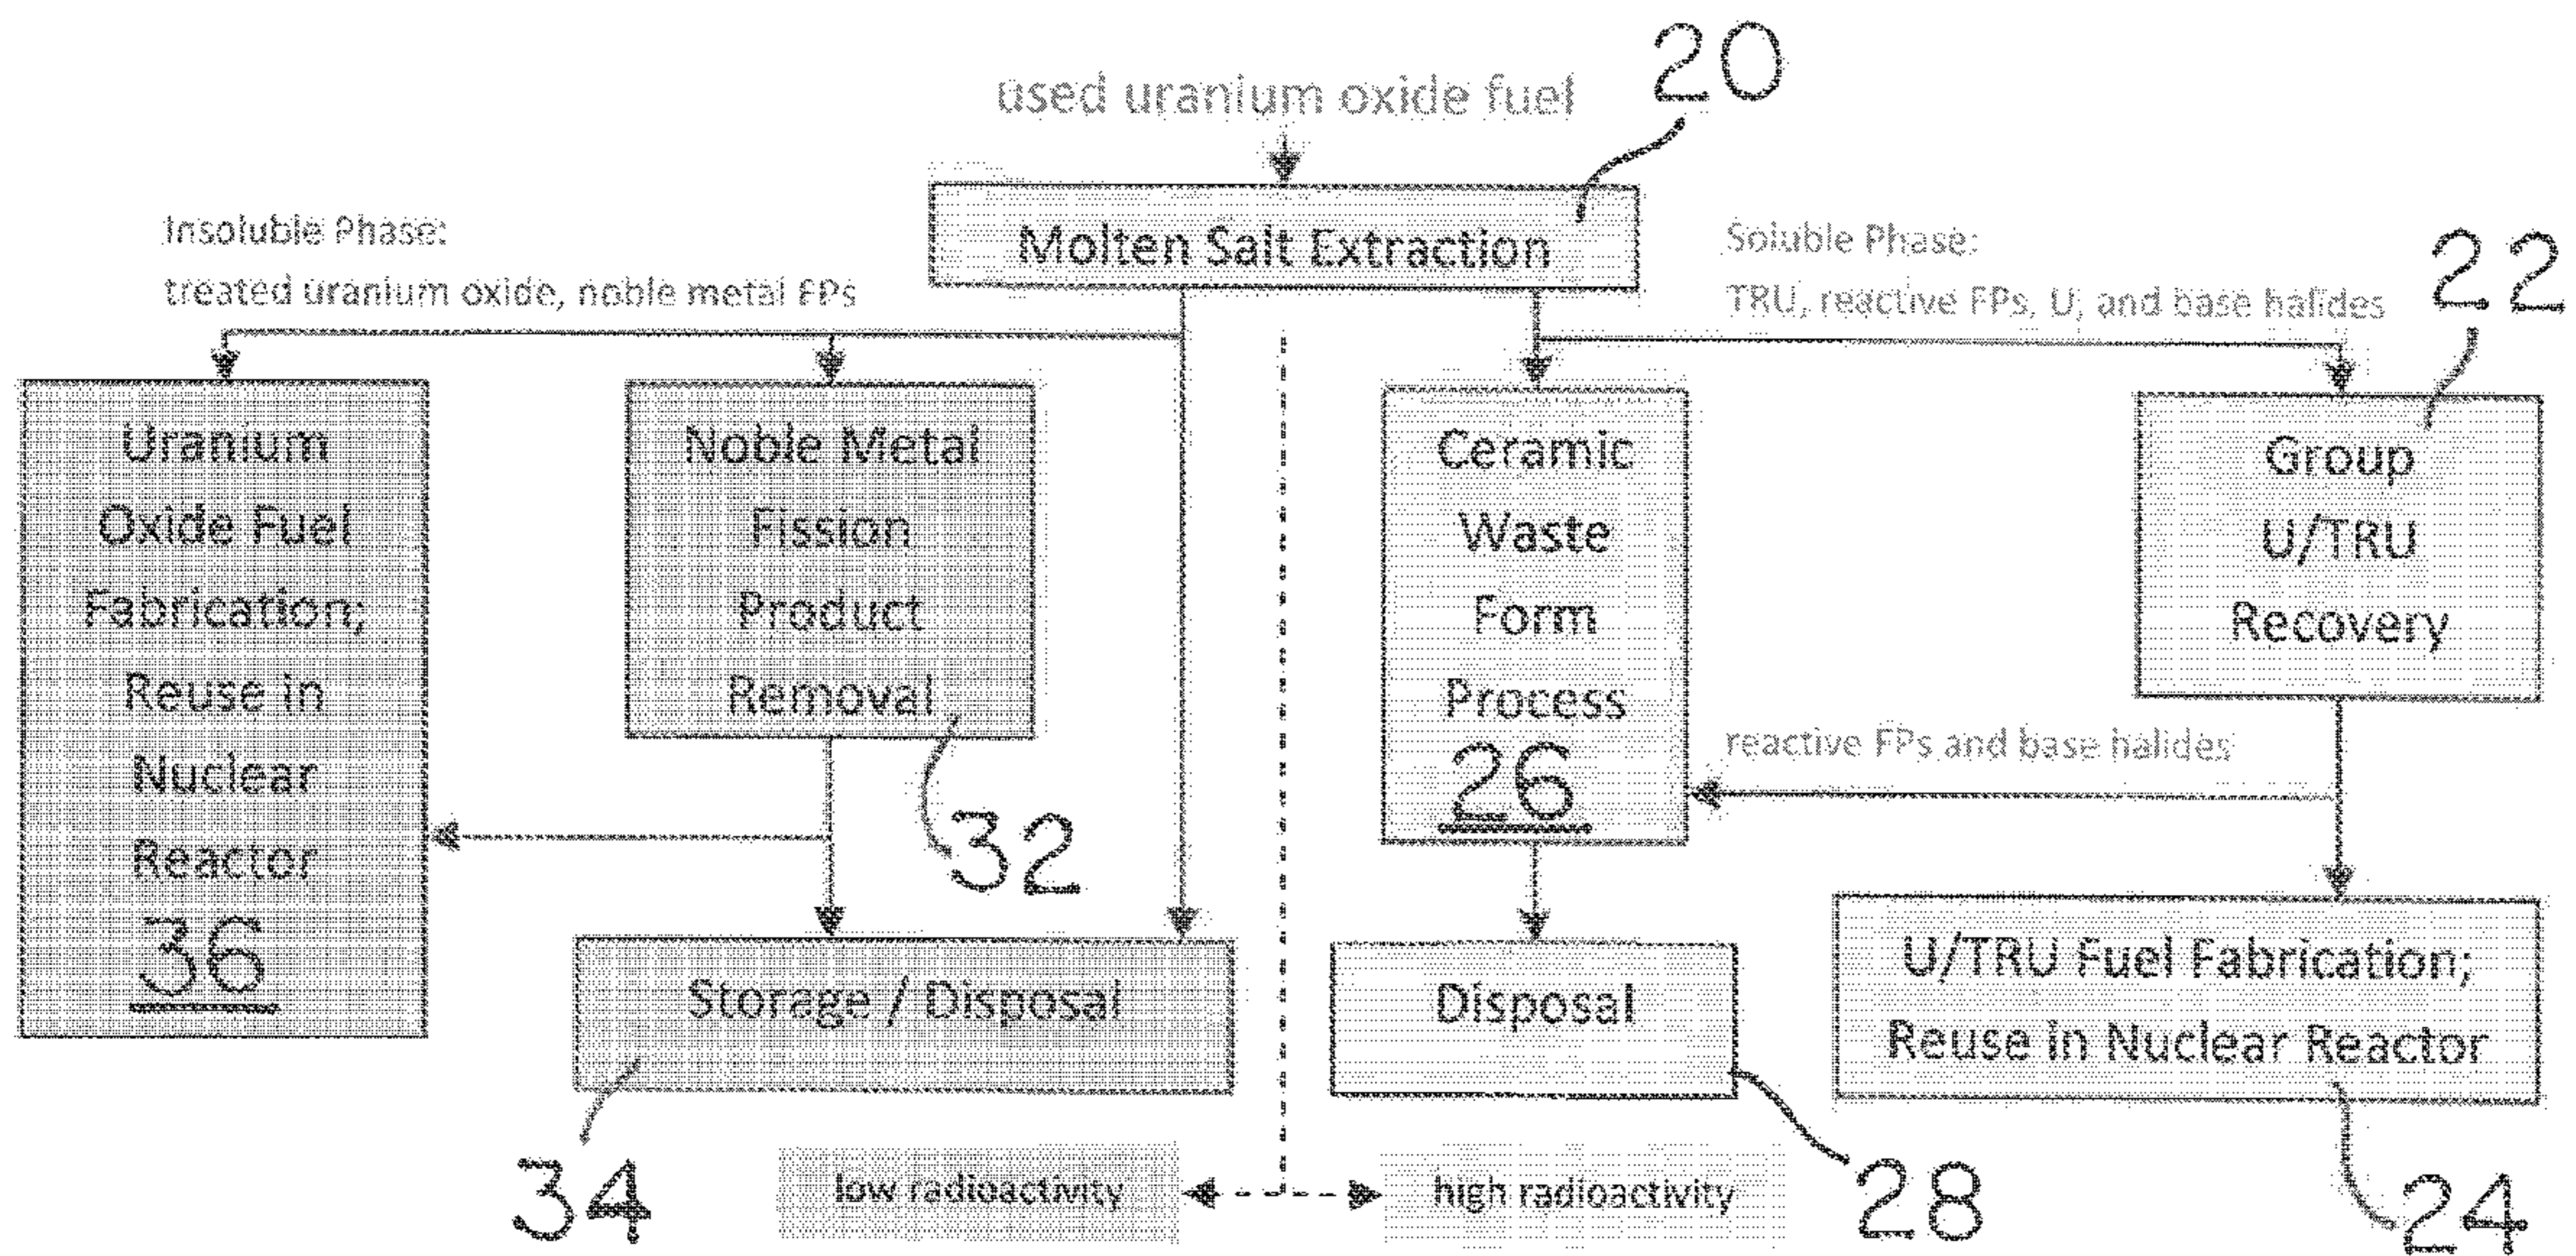 used uranium oxide fuel
20
Molten Salt Extraction
Insoluble Phase:
treated uranium oxide, noble metal FPs
Soluble Phase:
TRU, reactive FPs, U, and base halides
22
Uranium
Oxide Fuel
Fabrication;
Reuse in
Nuclear
Reactor
36
Noble Metal
Fission
Product
Removal
32
Ceramic
Waste
Form
Process
26
Group
U/TRU
Recovery
reactive FPs and base halides
Storage / Disposal
34
Disposal
28
U/TRU Fuel Fabrication;
Reuse in Nuclear Reactor
24
low radioactivity
high radioactivity